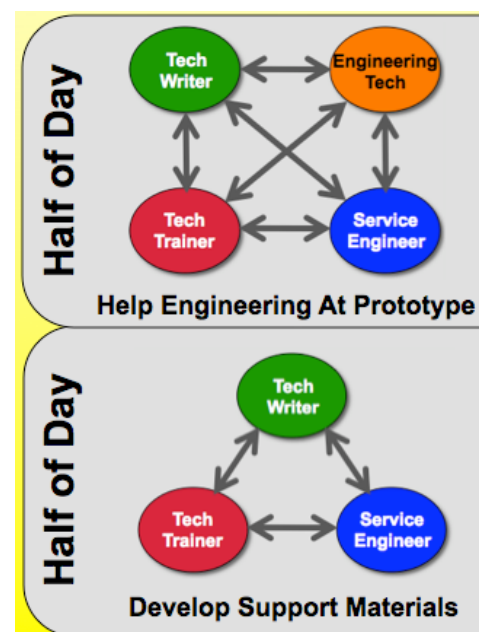 Half of Day
Tech
Writer
Engineering
Tech
Tech
Trainer
Service
Engineer
Help Engineering At Prototype
Half of Day
Tech
Writer
Tech
Trainer
Service
Engineer
Develop Support Materials